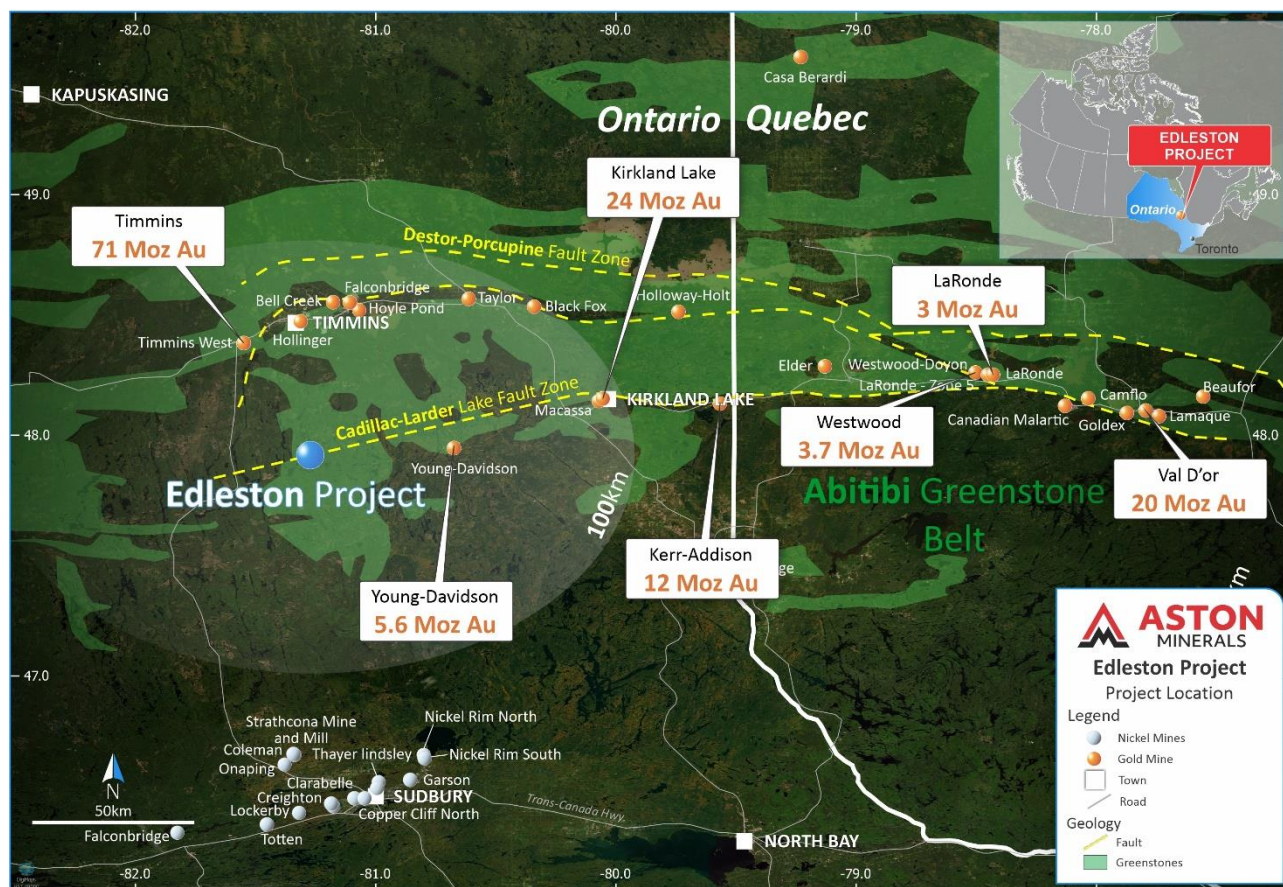 -82.0
-81.0
-80.0
-78.0
KAPUSKASING
Casa Berardi
Ontario
Quebec
EDLESTON
PROJECT
Ontario
Toronto
49.0
49.0
Kirkland Lake
24 Moz Au
Timmins
71 Moz Au
Destor-Porcupine Fault Zone
LaRonde
3 Moz Au
Bell Creek
Falconbridge
Hoyle Pond
Taylor
Black Fox
Holloway-Holt
TIMMINS
Hollinger
Timmins West
Elder
Westwood-Doyon
LaRonde
LaRonde - Zone 5
Camflo
Beaufor
Cadillac-Larder Lake Fault Zone
Macassa
KIRKLAND LAKE
Canadian Malartic
Goldex
Lamaque
48.0
48.0
Westwood
3.7 Moz Au
Young-Davidson
Edleston Project
100km
Abitibi Greenstone
Belt
Val D'or
20 Moz Au
Kerr-Addison
12 Moz Au
Young-Davidson
5.6 Moz Au
47.0
ASTON
MINERALS
Edleston Project
Project Location
Legend
Nickel Mines
Gold Mine
Town
Road
Geology
Fault
Greenstones
Strathcona Mine
and Mill
Nickel Rim North
Coleman
Thayer lindsley
Nickel Rim South
Onaping
Clarabelle
Garson
Creighton
SUDBURY
Lockerby
Copper Cliff North
Totten
Falconbridge
N
50km
Trans-Canada Hwy.
NORTH BAY
-82.0
-81.0
-80.0
-79.0
-78.0